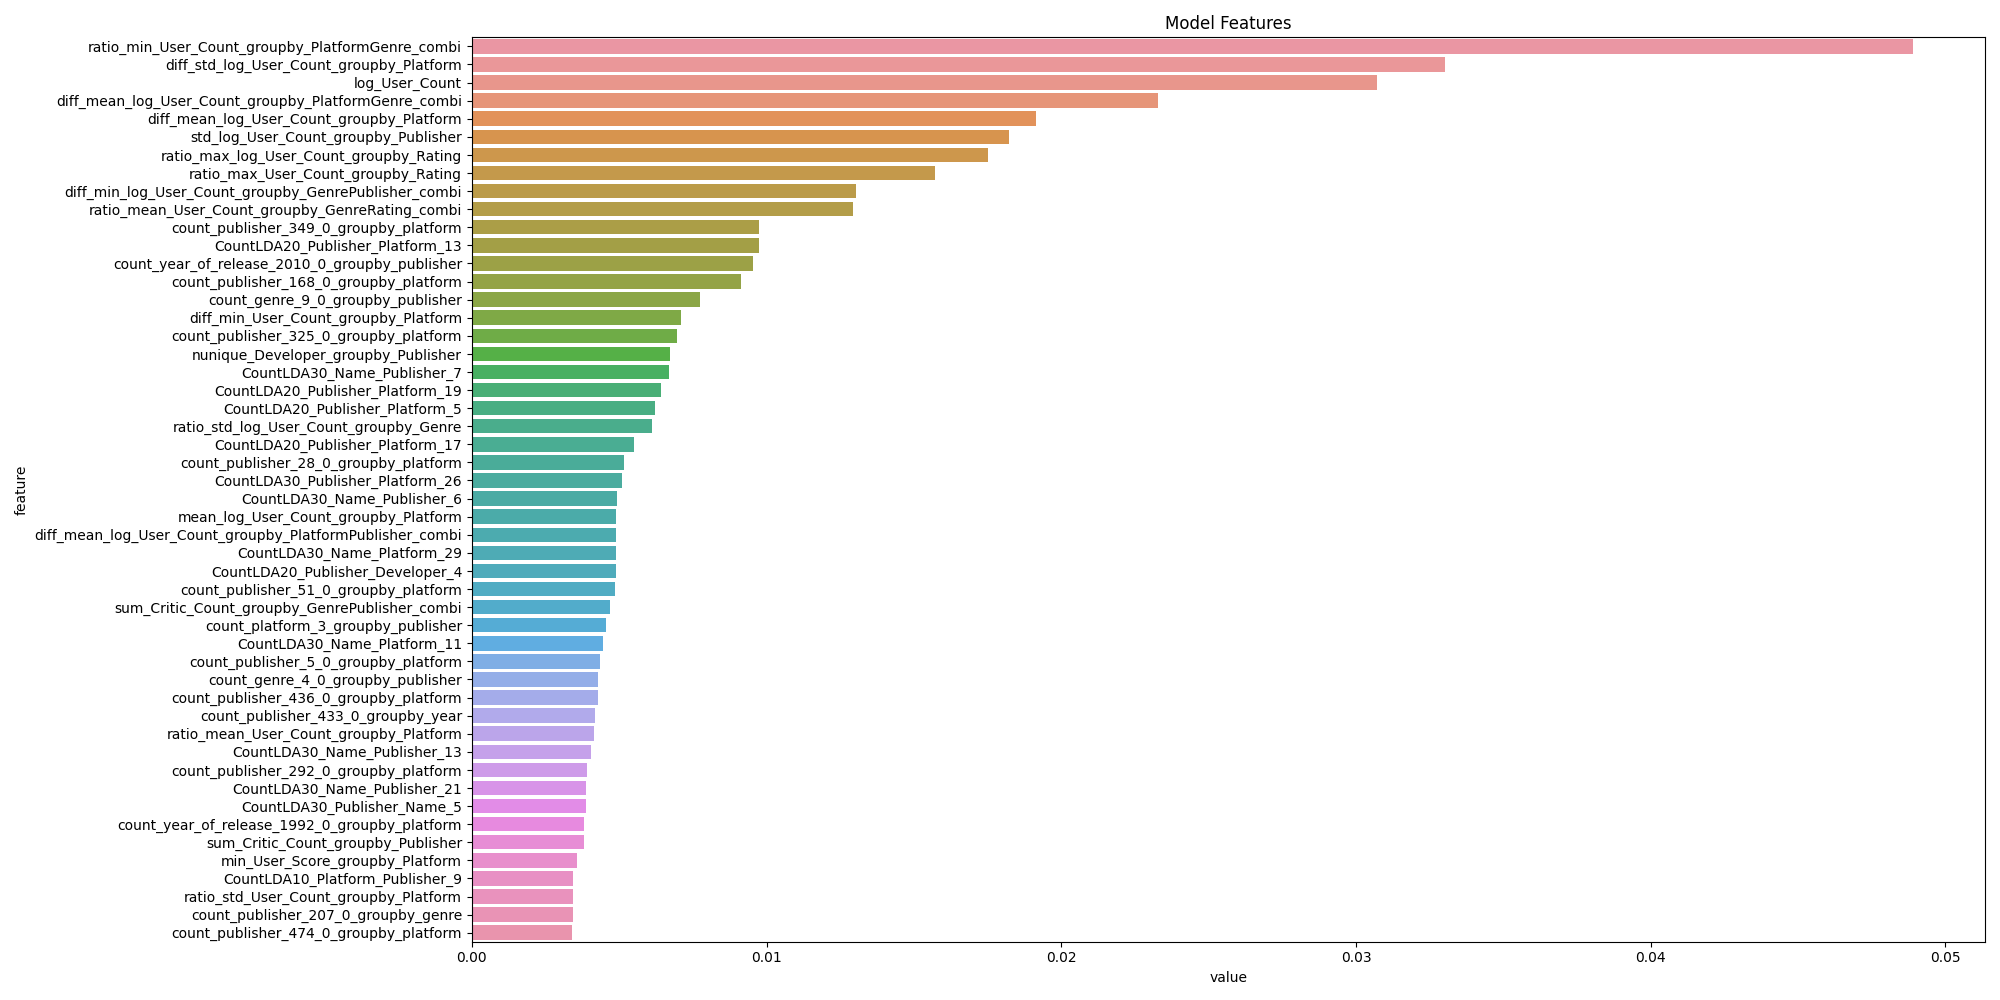 Model Features
ratio_min_User_Count_groupby_PlatformGenre_combi
diff_std_log_User_Count_groupby_Platform
log_User_Count
diff_mean_log_User_Count_groupby_PlatformGenre_combi
diff_mean_log_User_Count_groupby_Platform
std_log_User_Count_groupby_Publisher
ratio_max_log_User_Count_groupby_Rating
ratio_max_User_Count_groupby_Rating
diff_min_log_User_Count_groupby_GenrePublisher_combi
ratio_mean_User_Count_groupby_GenreRating_combi
count_publisher_349_0_groupby_platform
CountLDA20_Publisher_Platform_13
count_year_of_release_2010_0_groupby_publisher
count_publisher_168_0_groupby_platform
count_genre_9_0_groupby_publisher
diff_min_User_Count_groupby_Platform
count_publisher_325_0_groupby_platform
nunique_Developer_groupby_Publisher
CountLDA30_Name_Publisher_7
CountLDA20_Publisher_Platform_19
CountLDA20_Publisher_Platform_5
ratio_std_log_User_Count_groupby_Genre
CountLDA20_Publisher_Platform_17
count_publisher_28_0_groupby_platform
CountLDA30_Publisher_Platform_26
CountLDA30_Name_Publisher_6
mean_log_User_Count_groupby_Platform
diff_mean_log_User_Count_groupby_PlatformPublisher_combi
CountLDA30_Name_Platform_29
CountLDA20_Publisher_Developer_4
count_publisher_51_0_groupby_platform
sum_Critic_Count_groupby_GenrePublisher_combi
count_platform_3_groupby_publisher
CountLDA30_Name_Platform_11
count_publisher_5_0_groupby_platform
count_genre_4_0_groupby_publisher
count_publisher_436_0_groupby_platform
count_publisher_433_0_groupby_year
ratio_mean_User_Count_groupby_Platform
CountLDA30_Name_Publisher_13
count_publisher_292_0_groupby_platform
CountLDA30_Name_Publisher_21
CountLDA30_Publisher_Name_5
count_year_of_release_1992_0_groupby_platform
sum_Critic_Count_groupby_Publisher
min_User_Score_groupby_Platform
CountLDA10_Platform_Publisher_9
ratio_std_User_Count_groupby_Platform
count_publisher_207_0_groupby_genre
count_publisher_474_0_groupby_platform
feature
0.00 0.01 0.02 0.03 0.04 0.05
value